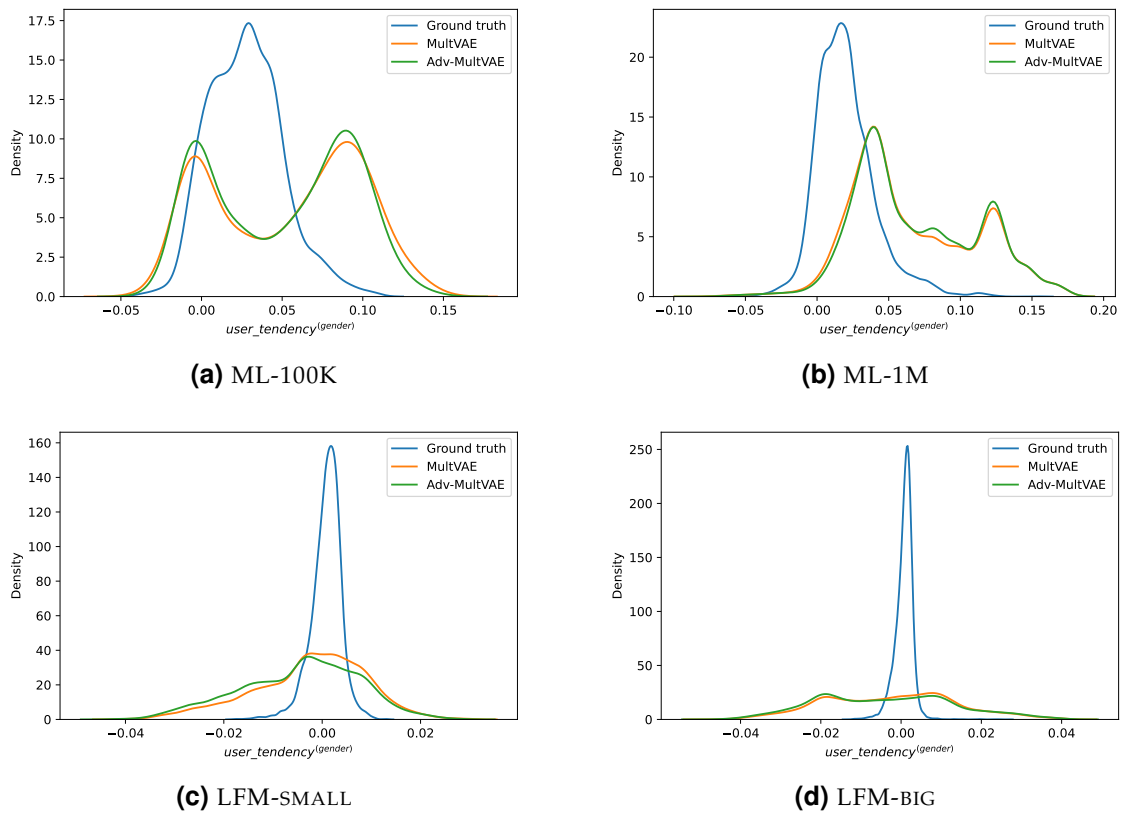 17.5
15.0
12.5
10.0
7.5
5.0
2.5
0.0
Density
Ground truth
MultVAE
Adv-MultVAE
−0.05
0.00
0.05
0.10
0.15
user_tendency(gender)
(a) ML-100K
20
15
10
5
0
Density
Ground truth
MultVAE
Adv-MultVAE
−0.10
−0.05
0.00
0.05
0.10
0.15
0.20
user_tendency(gender)
(b) ML-1M
160
140
120
100
80
60
40
20
0
Density
Ground truth
MultVAE
Adv-MultVAE
−0.04
−0.02
0.00
0.02
user_tendency(gender)
(c) LFM-SMALL
250
200
150
100
50
0
Density
Ground truth
MultVAE
Adv-MultVAE
−0.04
−0.02
0.00
0.02
0.04
user_tendency(gender)
(d) LFM-BIG